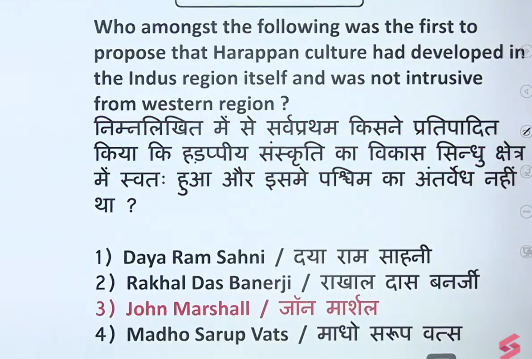 Who amongst the following was the first to
propose that Harappan culture had developed in
the Indus region itself and was not intrusive
from western region ?
निम्नलिखित में से सर्वप्रथम किसने प्रतिपादित
किया कि हड़प्पीय संस्कृति का विकास सिन्धु क्षेत्र
में स्वतः हुआ और इसमे पश्चिम का अंतर्वेध नहीं
था ?
1) Daya Ram Sahni / दया राम साहनी
2) Rakhal Das Banerji / राखाल दास बनर्जी
3) John Marshall / जॉन मार्शल
4) Madho Sarup Vats / माधो सरूप वत्स